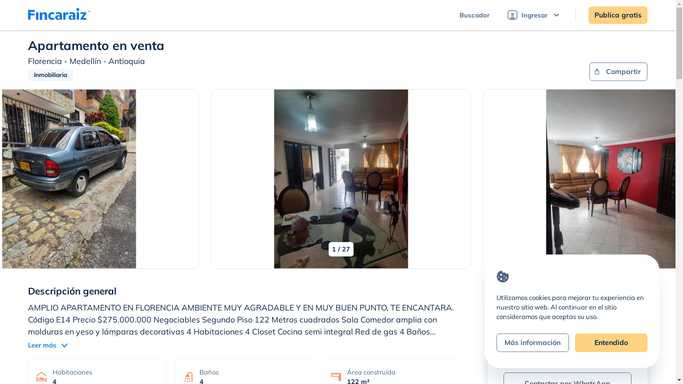 Fincaraiz
Buscador
Ingresar
Publica gratis
Apartamento en venta
Florencia - Medellín - Antioquia
Inmobiliaria
Compartir
1 / 27
Descripción general
AMPLIO APARTAMENTO EN FLORENCIA AMBIENTE MUY AGRADABLE Y EN MUY BUEN PUNTO, TE ENCANTARA.
Código E14 Precio $275.000.000 Negociables Segundo Piso 122 Metros cuadrados Sala Comedor amplia con
molduras en yeso y lámparas decorativas 4 Habitaciones 4 Closet Cocina semi integral Red de gas 4 Baños...
Leer más
Habitaciones
4
Baños
4
Área construida
122 m²
Utilizamos cookies para mejorar tu experiencia en
nuestro sitio web. Al continuar en el sitio
consideramos que aceptas su uso.
Más información
Entendido
Contactar por WhatsApp